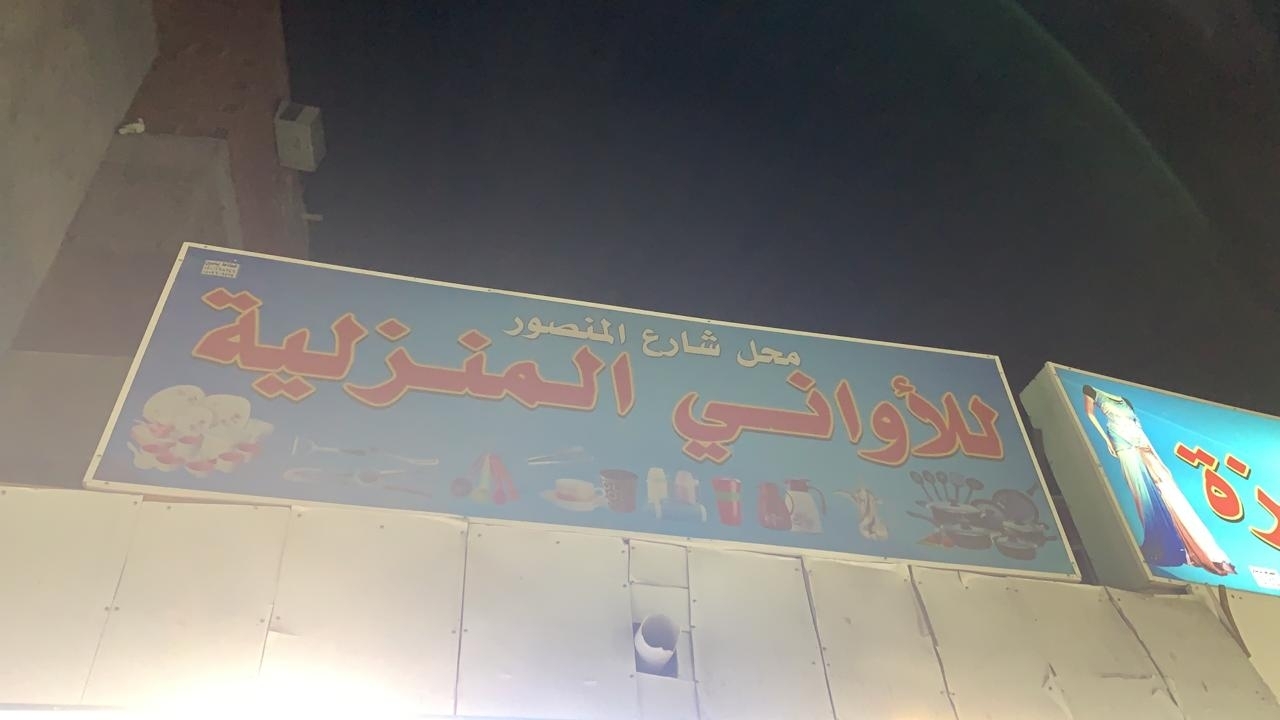 محل شارع المنصور
للأواني المنزلية